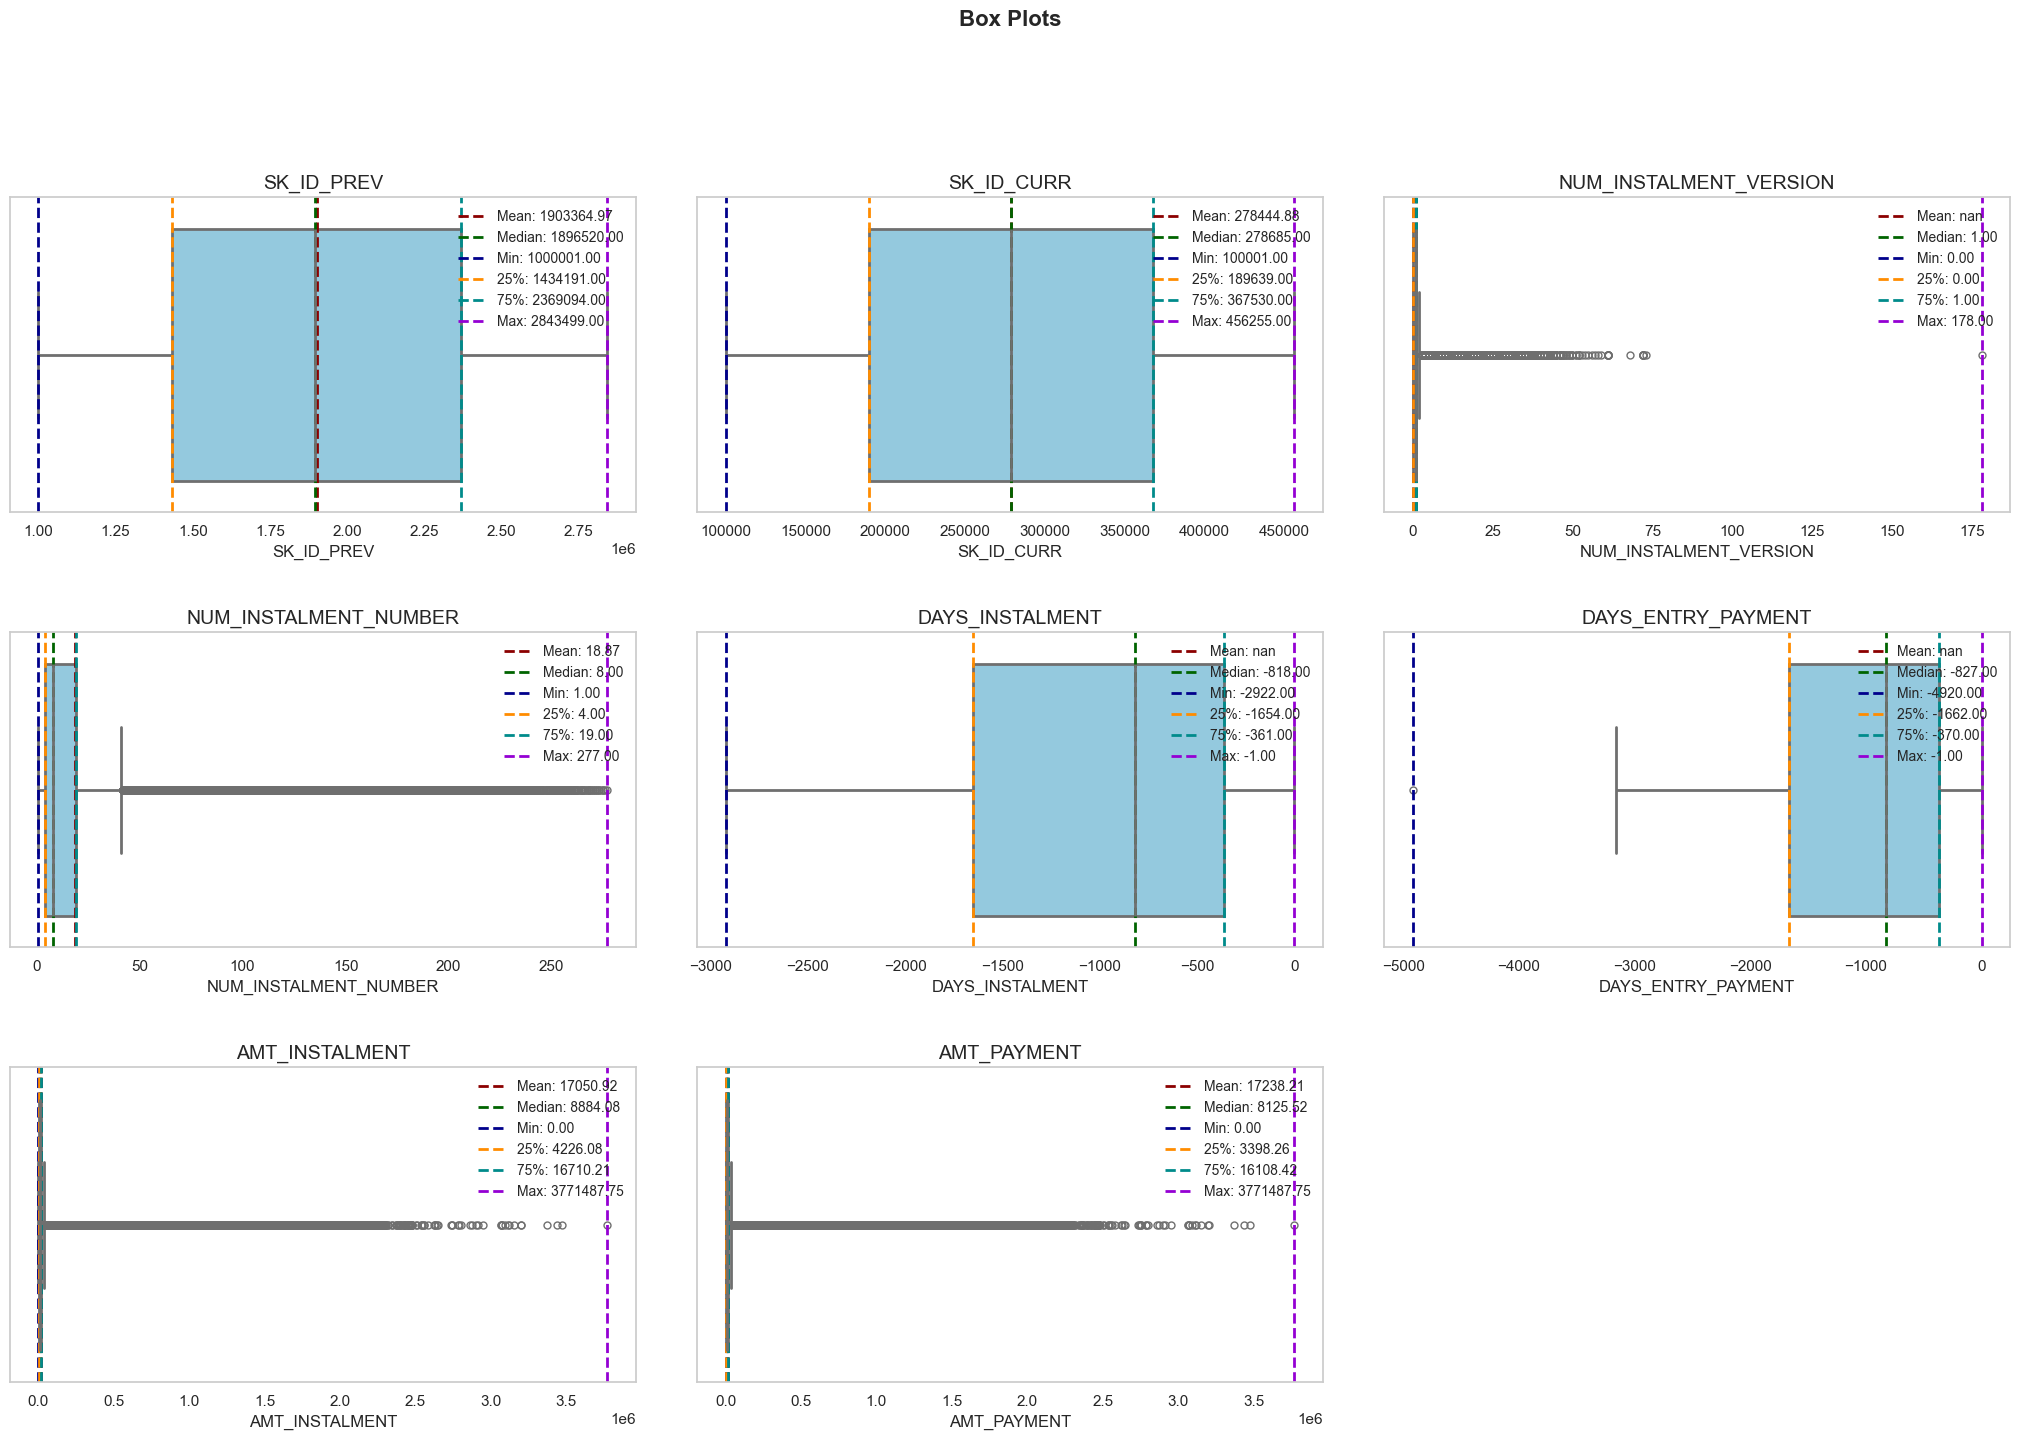 Box Plots
SK_ID_PREV
Mean: 1903364.97
Median: 1896520.00
Min: 1000001.00
25%: 1434191.00
75%: 2369094.00
Max: 2843499.00
1.00 1.25 1.50 1.75 2.00 2.25 2.50 2.75
1e6
SK_ID_PREV
SK_ID_CURR
Mean: 278444.88
Median: 278685.00
Min: 100001.00
25%: 189639.00
75%: 367530.00
Max: 456255.00
100000 150000 200000 250000 300000 350000 400000 450000
SK_ID_CURR
NUM_INSTALMENT_VERSION
Mean: nan
Median: 1.00
Min: 0.00
25%: 0.00
75%: 1.00
Max: 178.00
0 25 50 75 100 125 150 175
NUM_INSTALMENT_VERSION
NUM_INSTALMENT_NUMBER
Mean: 18.87
Median: 8.00
Min: 1.00
25%: 4.00
75%: 19.00
Max: 277.00
0 50 100 150 200 250
NUM_INSTALMENT_NUMBER
DAYS_INSTALMENT
Mean: nan
Median: -818.00
Min: -2922.00
25%: -1654.00
75%: -361.00
Max: -1.00
−3000 −2500 −2000 −1500 −1000 −500 0
DAYS_INSTALMENT
DAYS_ENTRY_PAYMENT
Mean: nan
Median: -827.00
Min: -4920.00
25%: -1662.00
75%: -370.00
Max: -1.00
−5000 −4000 −3000 −2000 −1000 0
DAYS_ENTRY_PAYMENT
AMT_INSTALMENT
Mean: 17050.92
Median: 8884.08
Min: 0.00
25%: 4226.08
75%: 16710.21
Max: 3771487.75
0.0 0.5 1.0 1.5 2.0 2.5 3.0 3.5
1e6
AMT_INSTALMENT
AMT_PAYMENT
Mean: 17238.21
Median: 8125.52
Min: 0.00
25%: 3398.26
75%: 16108.42
Max: 3771487.75
0.0 0.5 1.0 1.5 2.0 2.5 3.0 3.5
1e6
AMT_PAYMENT